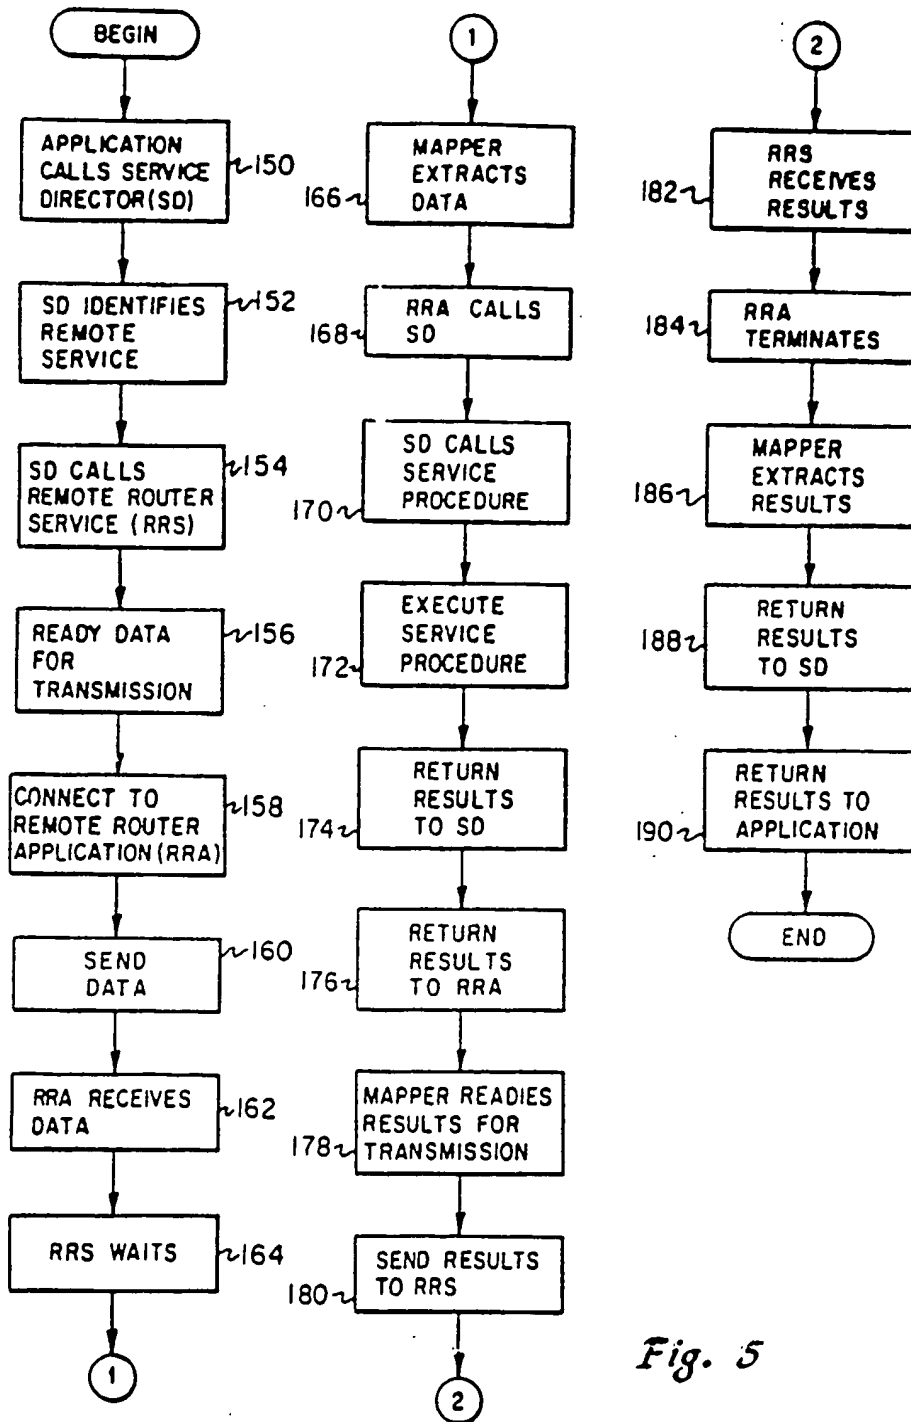 BEGIN
APPLICATION
CALLS SERVICE
DIRECTOR(SD)
150
SD IDENTIFIES
REMOTE
SERVICE
152
SD CALLS
REMOTE ROUTER
SERVICE (RRS)
154
READY DATA
FOR
TRANSMISSION
156
CONNECT TO
REMOTE ROUTER
APPLICATION (RRA)
158
SEND
DATA
160
RRA RECEIVES
DATA
162
RRS WAITS
164
1
1
MAPPER
EXTRACTS
DATA
166
RRA CALLS
SD
168
SD CALLS
SERVICE
PROCEDURE
170
EXECUTE
SERVICE
PROCEDURE
172
RETURN
RESULTS
TO SD
174
RETURN
RESULTS
TO RRA
176
MAPPER READIES
RESULTS FOR
TRANSMISSION
178
SEND RESULTS
TO RRS
180
2
2
RRS
RECEIVES
RESULTS
182
RRA
TERMINATES
184
MAPPER
EXTRACTS
RESULTS
186
RETURN
RESULTS
TO SD
188
RETURN
RESULTS TO
APPLICATION
190
END
Fig. 5